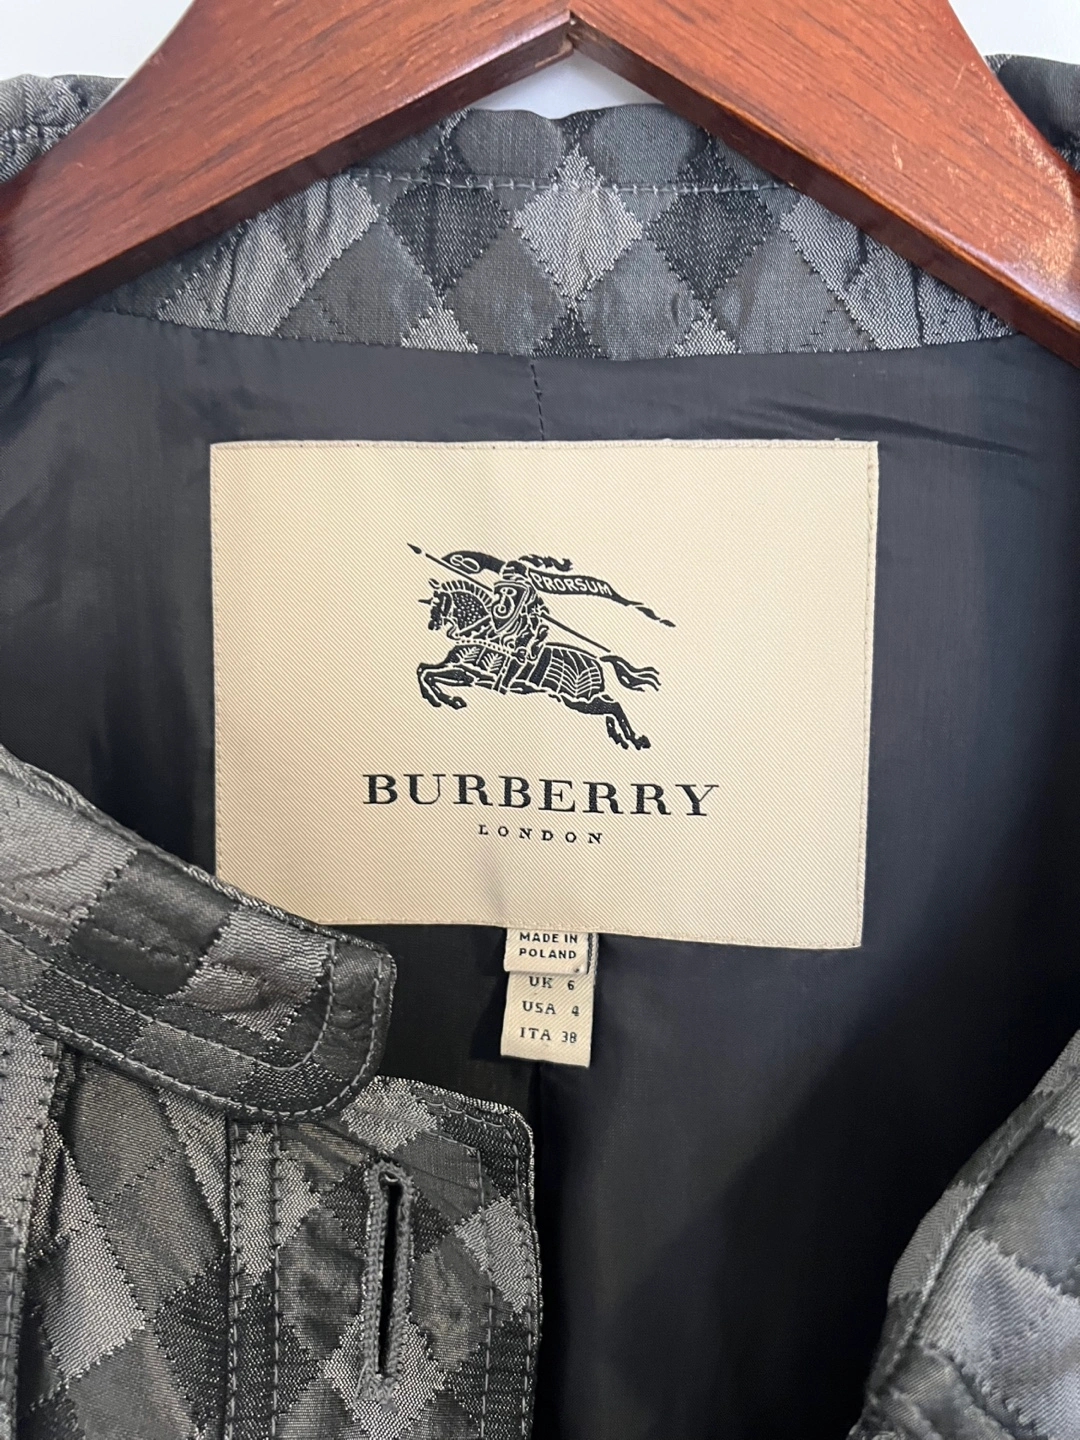 B
PRORSUM
B
BURBERRY
LONDON
MADE IN
POLAND
UK 6
USA 4
ITA 38